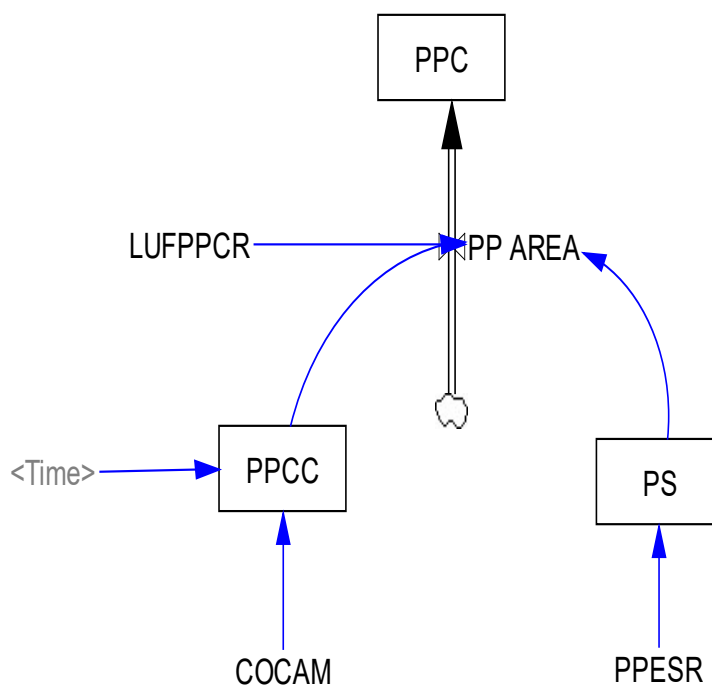 PPC
LUFPPCR
PP AREA
<Time>
PPCC
PS
COCAM
PPESR